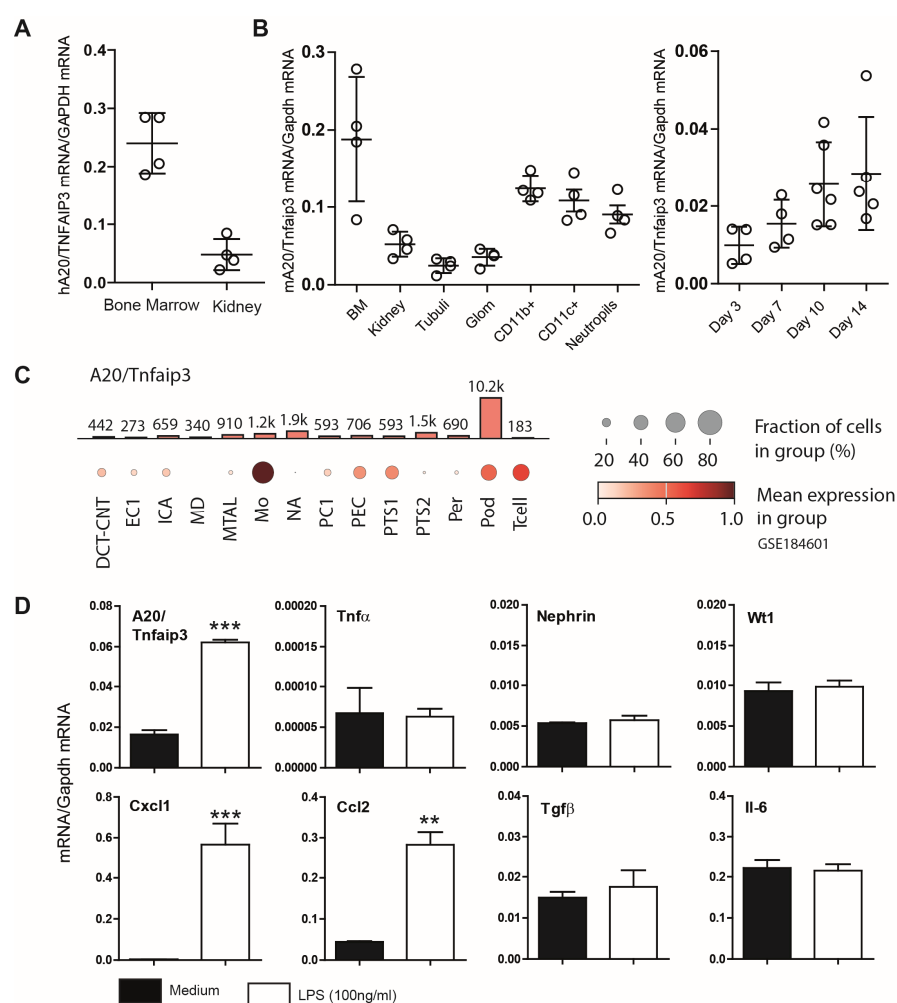 A
hA20/TNFAIP3 mRNA/GAPDH mRNA
0.4
0.3
0.2
0.1
0.0
Bone Marrow
Kidney
B
mA20/Tnfaip3 mRNA/Gapdh mRNA
0.3
0.2
0.1
0.0
BM
Kidney
Tubuli
Glom
CD11b+
CD11c+
Neutropils
mA20/Tnfaip3 mRNA/Gapdh mRNA
0.06
0.04
0.02
0.00
Day 3
Day 7
Day 10
Day 14
C
A20/Tnfaip3
442 273 659 340 910 1.2k 1.9k 593 706 593 1.5k 690 10.2k 183
DCT-CNT
EC1
ICA
MD
MTAL
Mo
NA
PC1
PEC
PTS1
PTS2
Per
Pod
Tcell
20 40 60 80
Fraction of cells
in group (%)
0.0 0.5 1.0
Mean expression
in group
GSE184601
D
mRNA/Gapdh mRNA
A20/
Tnfaip3
***
0.08
0.06
0.04
0.02
0.00
Tnfα
0.00020
0.00015
0.00010
0.00005
0.00000
Nephrin
0.020
0.015
0.010
0.005
0.000
Wt1
0.020
0.015
0.010
0.005
0.000
Cxcl1
***
0.8
0.6
0.4
0.2
0.0
Ccl2
**
0.4
0.3
0.2
0.1
0.0
Tgfβ
0.04
0.03
0.02
0.01
0.00
Il-6
0.4
0.3
0.2
0.1
0.0
Medium
LPS (100ng/ml)